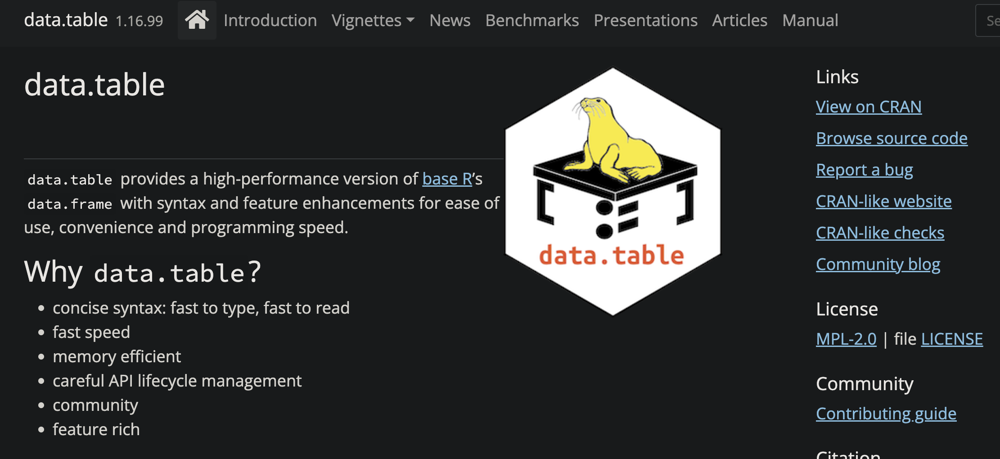 data.table 1.16.99 Introduction Vignettes News Benchmarks Presentations Articles Manual
data.table
data.table provides a high-performance version of base R’s
data.frame with syntax and feature enhancements for ease of
use, convenience and programming speed.
Why data.table?
• concise syntax: fast to type, fast to read
• fast speed
• memory efficient
• careful API lifecycle management
• community
• feature rich
[:=]
data.table
Links
View on CRAN
Browse source code
Report a bug
CRAN-like website
CRAN-like checks
Community blog
License
MPL-2.0 | file LICENSE
Community
Contributing guide
Citation